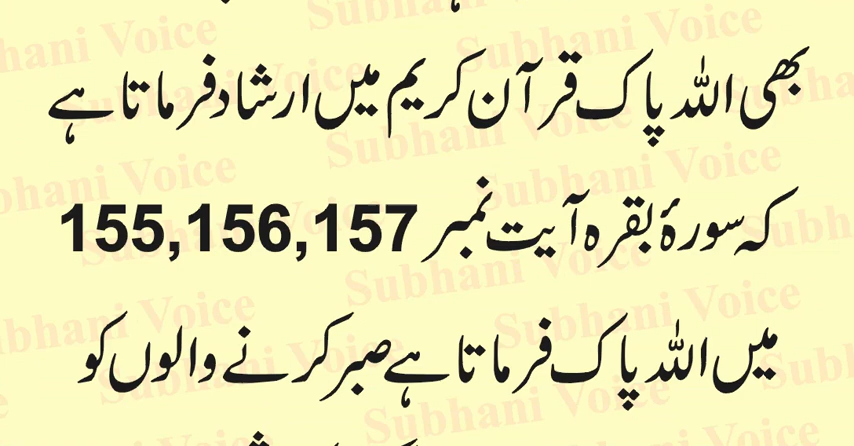 بھی اللہ پاک قرآن کریم میں ارشاد فرماتا ہے
کہ سورۂ بقرہ آیت نمبر 155,156,157
میں اللہ پاک فرماتا ہے صبر کرنے والوں کو
Subhani Voice